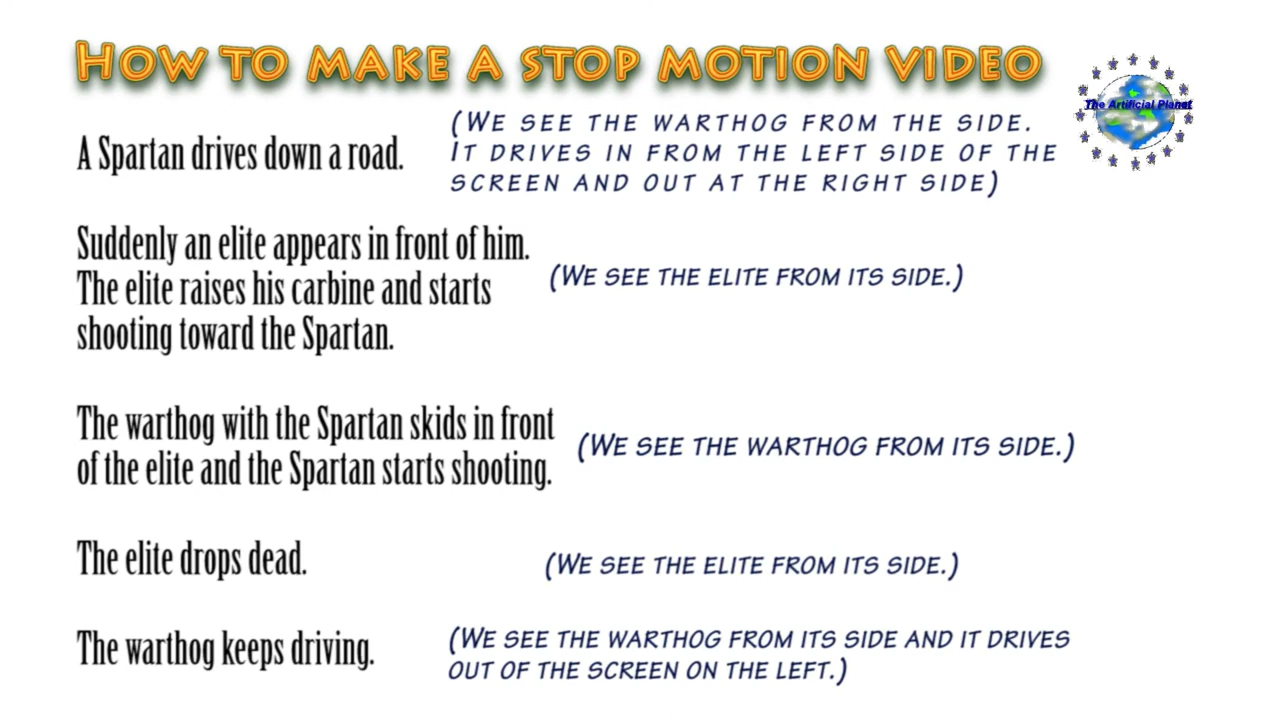 HOW TO MAKE A STOP MOTION VIDEO
The Artificial Planet
A Spartan drives down a road.
(WE SEE THE WARTHOG FROM THE SIDE.
IT DRIVES IN FROM THE LEFT SIDE OF THE
SCREEN AND OUT AT THE RIGHT SIDE)
Suddenly an elite appears in front of him.
The elite raises his carbine and starts
shooting toward the Spartan.
(WE SEE THE ELITE FROM ITS SIDE.)
The warthog with the Spartan skids in front
of the elite and the Spartan starts shooting.
(WE SEE THE WARTHOG FROM ITS SIDE.)
The elite drops dead.
(WE SEE THE ELITE FROM ITS SIDE.)
The warthog keeps driving.
(WE SEE THE WARTHOG FROM ITS SIDE AND IT DRIVES
OUT OF THE SCREEN ON THE LEFT.)